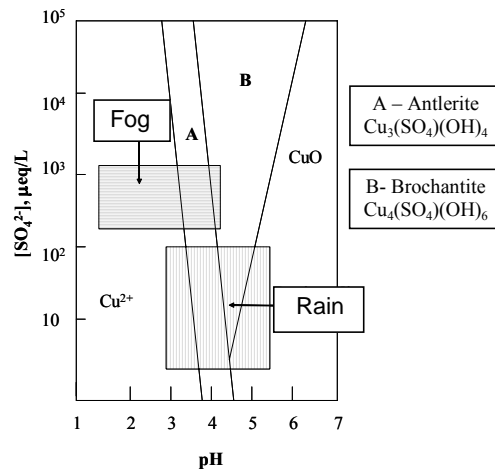 10⁵
10⁴
10³
10²
10
[SO₄²⁻], µeq/L
Fog
A
B
CuO
Cu²⁺
Rain
A – Antlerite
Cu₃(SO₄)(OH)₄
B- Brochantite
Cu₄(SO₄)(OH)₆
1 2 3 4 5 6 7
pH